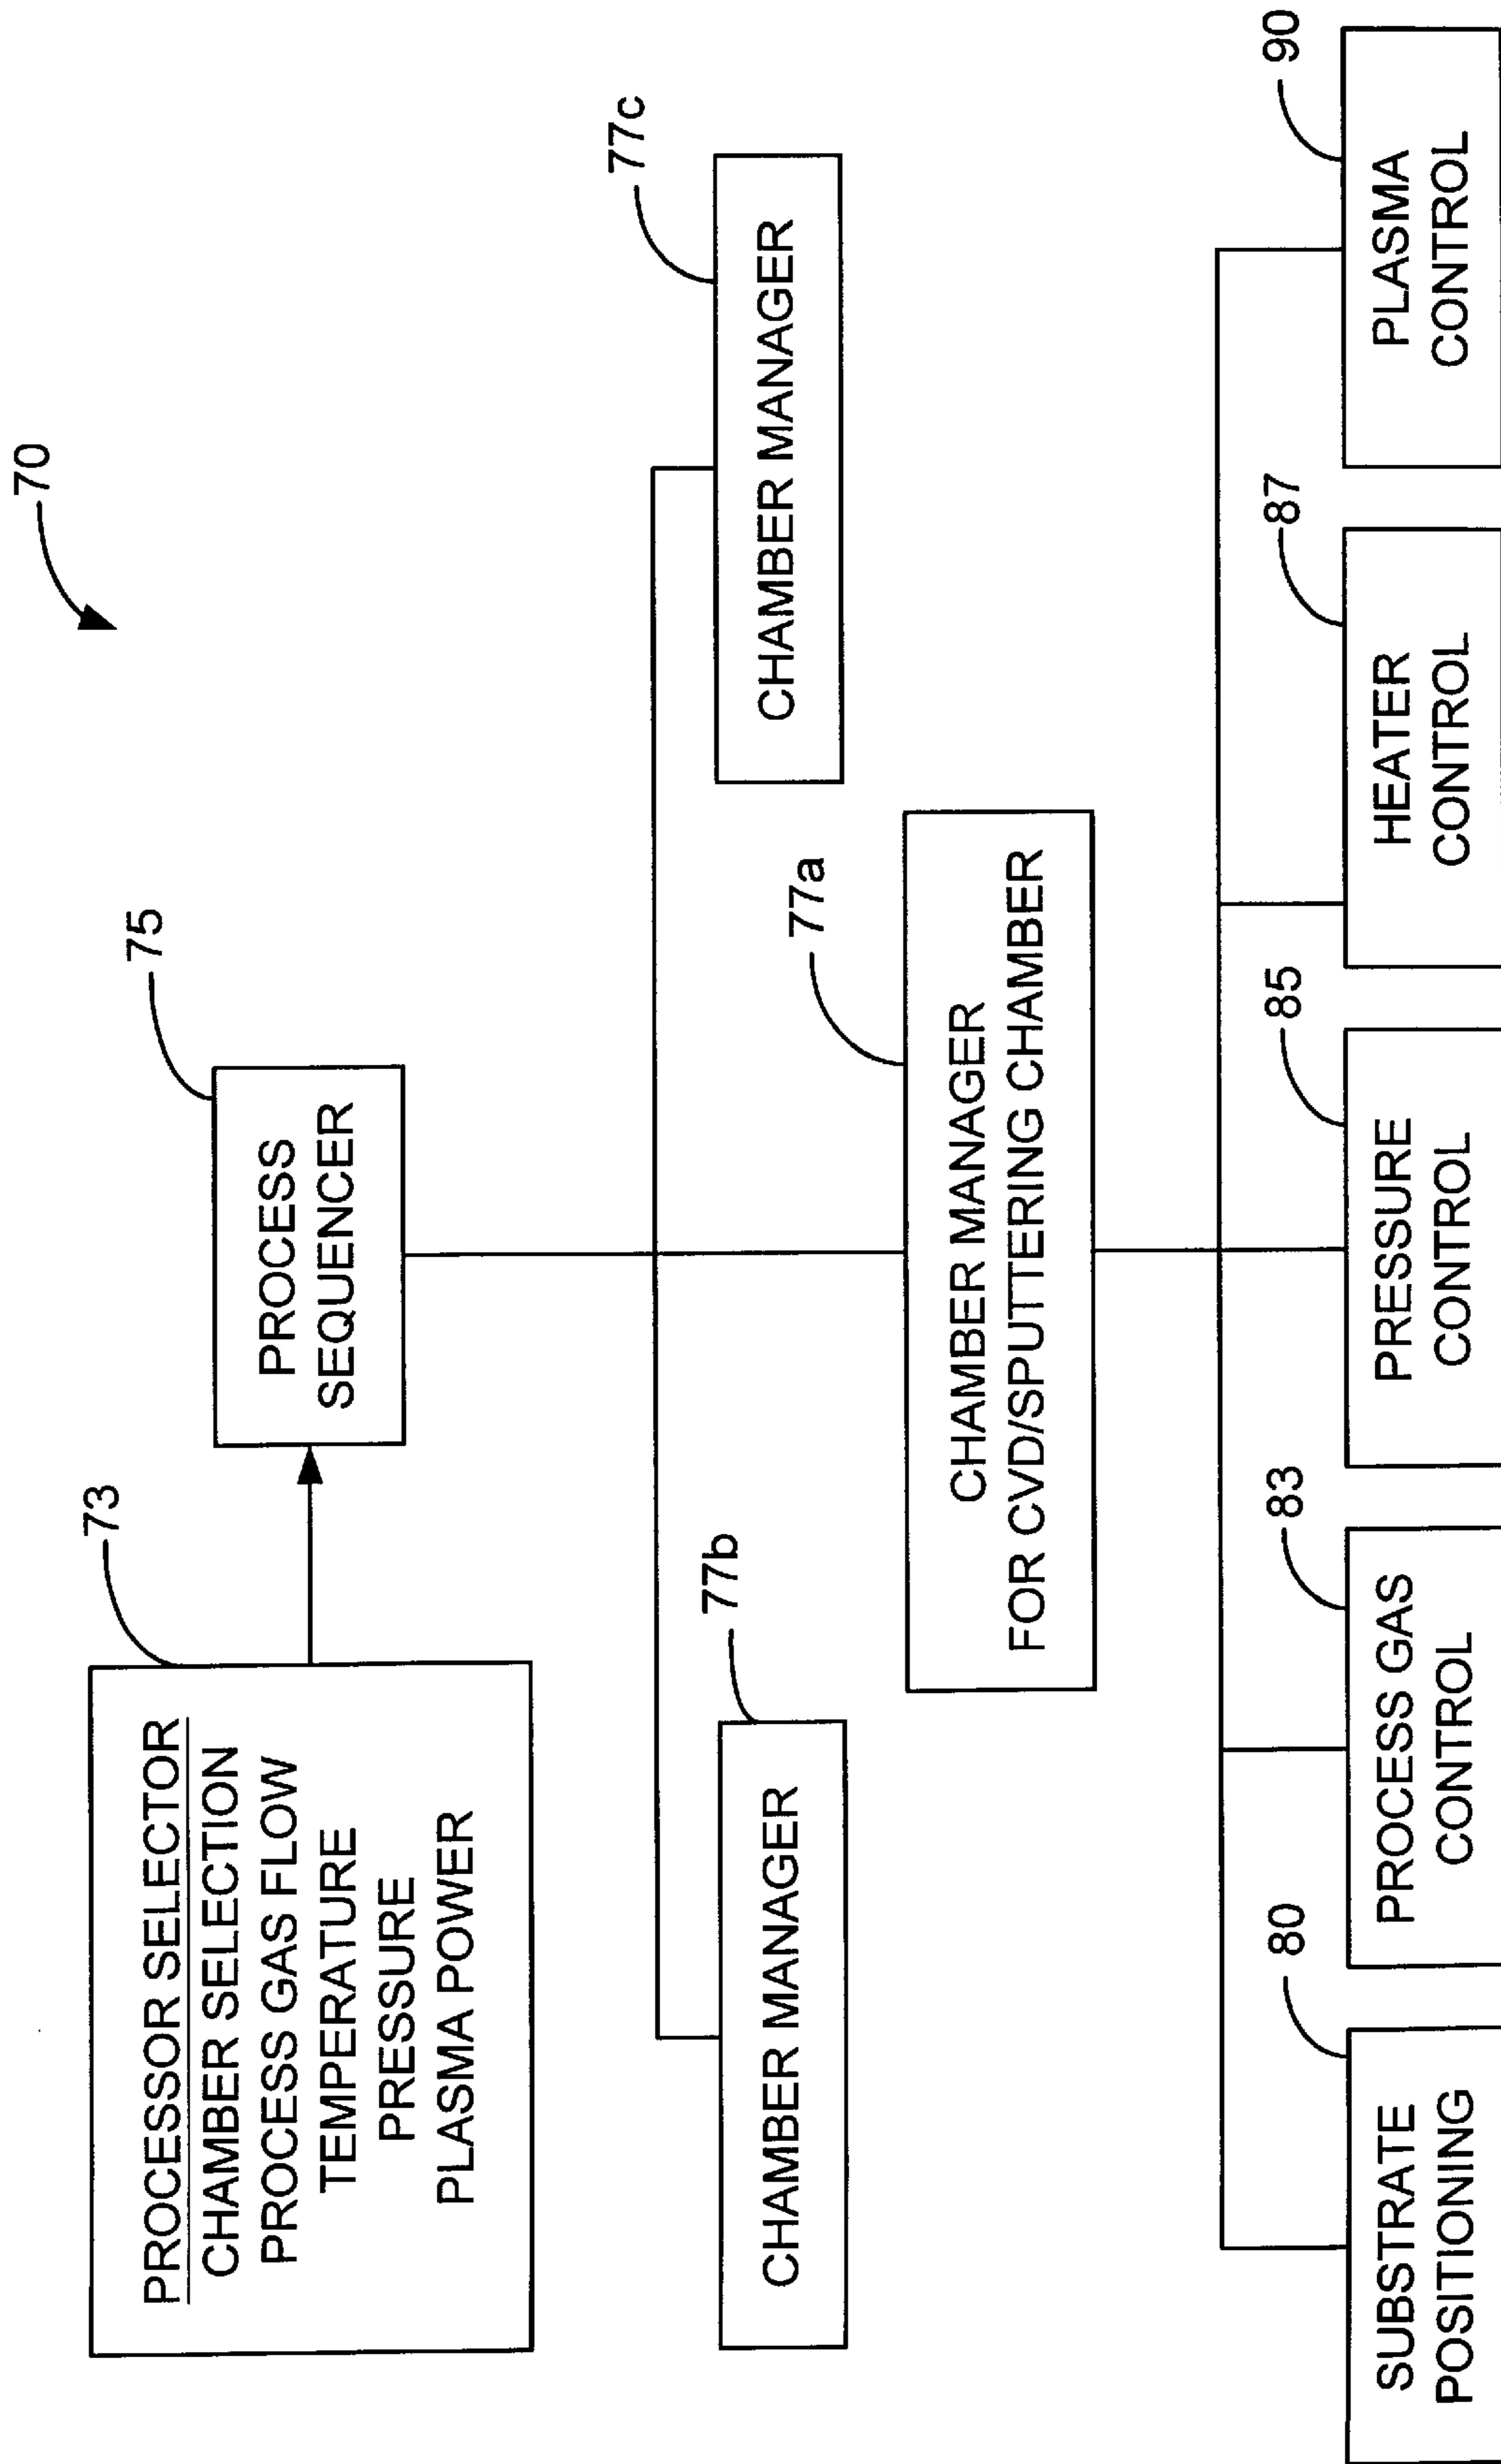 70
73
PROCESSOR SELECTOR
CHAMBER SELECTION
PROCESS GAS FLOW
TEMPERATURE
PRESSURE
PLASMA POWER
75
PROCESS
SEQUENCER
77b
CHAMBER MANAGER
77c
CHAMBER MANAGER
77a
CHAMBER MANAGER
FOR CVD/SPUTTERING CHAMBER
80
SUBSTRATE
POSITIONING
83
PROCESS GAS
CONTROL
85
PRESSURE
CONTROL
87
HEATER
CONTROL
90
PLASMA
CONTROL